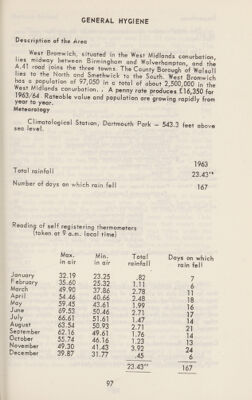 GENERAL HYGIENE
Description of the Area
West Bromwich, situated in the West Midlands conurbation,
lies midway between Birmingham and Wolverhampton, and the
A.41 road joins the three towns. The County Borough of Walsall
lies to the North and Smethwick to the South. West Bromwich
has a population of 97,050 in a total of about 2,500,000 in the
West Midlands conurbation. . A penny rate produces £16,350 for
1963/64. Rateable value and population are growing rapidly from
year to year.
Meteorology
Climatological Station, Dartmouth Park – 543.3 feet above
sea level.
1963
Total rainfall 23.43"
Number of days on which rain fell 167
Reading of self registering thermometers
(taken at 9 a.m. local time)
Max. in air Min. in air Total rainfall Days on which rain fell
January 32.19 23.25 .82 7
February 35.60 25.32 1.11 6
March 49.90 37.86 2.78 11
April 54.46 40.66 2.48 18
May 59.45 43.61 1.99 16
June 69.53 50.46 2.71 17
July 66.61 51.61 1.47 14
August 63.54 50.93 2.71 21
September 62.16 49.61 1.76 14
October 55.74 46.16 1.23 13
November 49.30 41.43 3.92 24
December 39.87 31.77 .45 6
23.43" 167
97